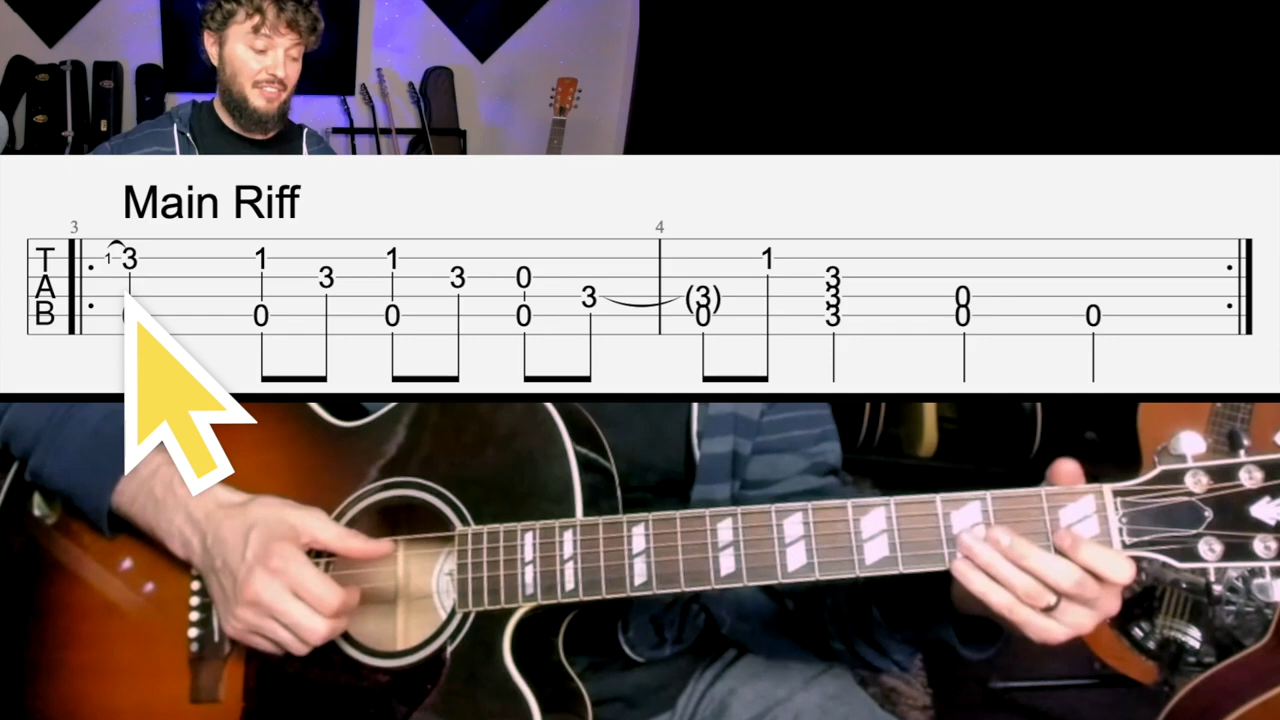 Main Riff
3 4
T 1 3 1 1 1
A 3 3 0 3
3 (3) 3 0
B 0 0 0 0 3 0 0